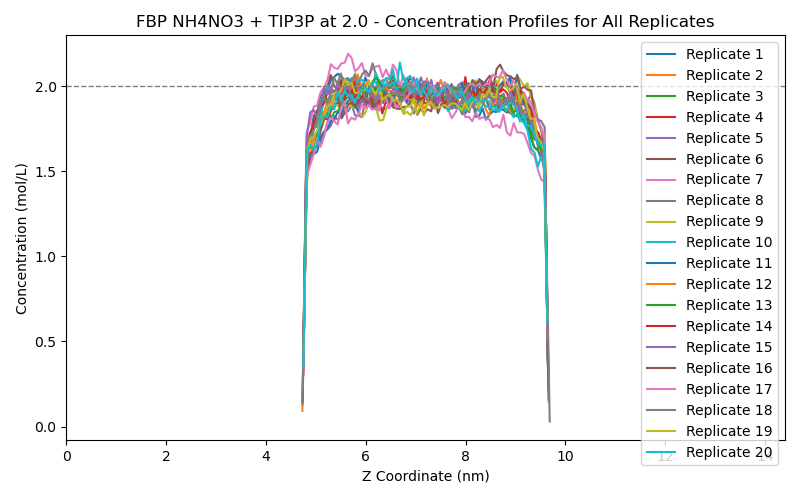 FBP NH4NO3 + TIP3P at 2.0 - Concentration Profiles for All Replicates
Concentration (mol/L)
2.0
1.5
1.0
0.5
0.0
0
2
4
6
8
10
12
14
Z Coordinate (nm)
Replicate 1
Replicate 2
Replicate 3
Replicate 4
Replicate 5
Replicate 6
Replicate 7
Replicate 8
Replicate 9
Replicate 10
Replicate 11
Replicate 12
Replicate 13
Replicate 14
Replicate 15
Replicate 16
Replicate 17
Replicate 18
Replicate 19
Replicate 20